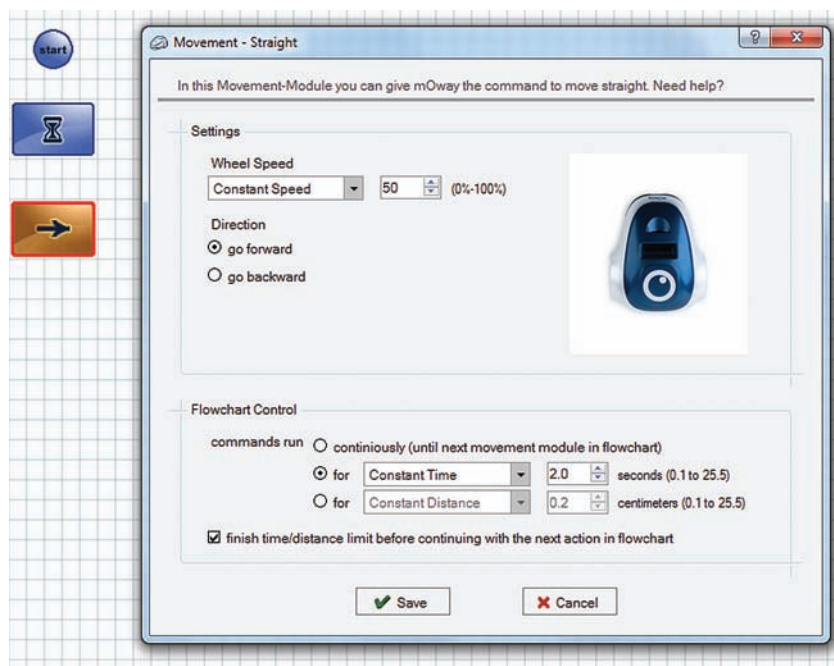 start
Movement - Straight
In this Movement-Module you can give mOway the command to move straight. Need help?
Settings
Wheel Speed
Constant Speed 50 (0%-100%)
Direction
go forward
go backward
Flowchart Control
commands run continiously (until next movement module in flowchart)
for Constant Time 2.0 seconds (0.1 to 25.5)
for Constant Distance 0.2 centimeters (0.1 to 25.5)
finish time/distance limit before continuing with the next action in flowchart
Save Cancel